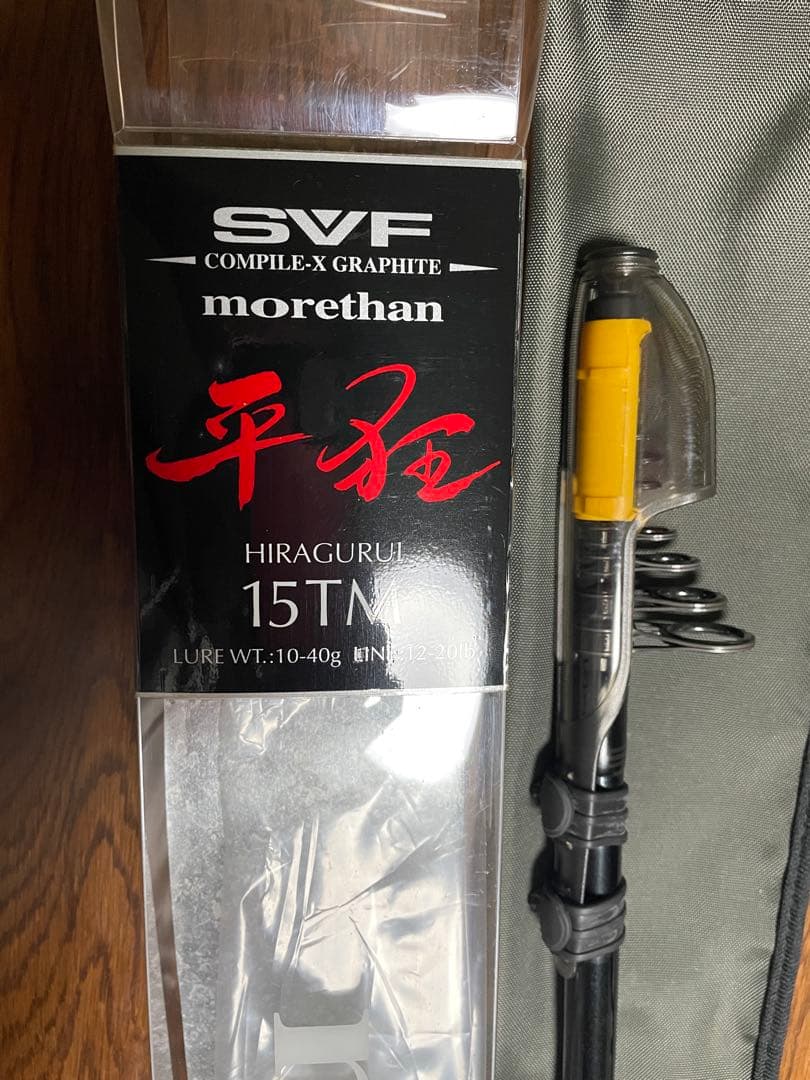 SVF
COMPILE-X GRAPHITE
morethan
平狂
HIRAGURUI
15TM
LURE WT.:10-40g LINE:12-20lb